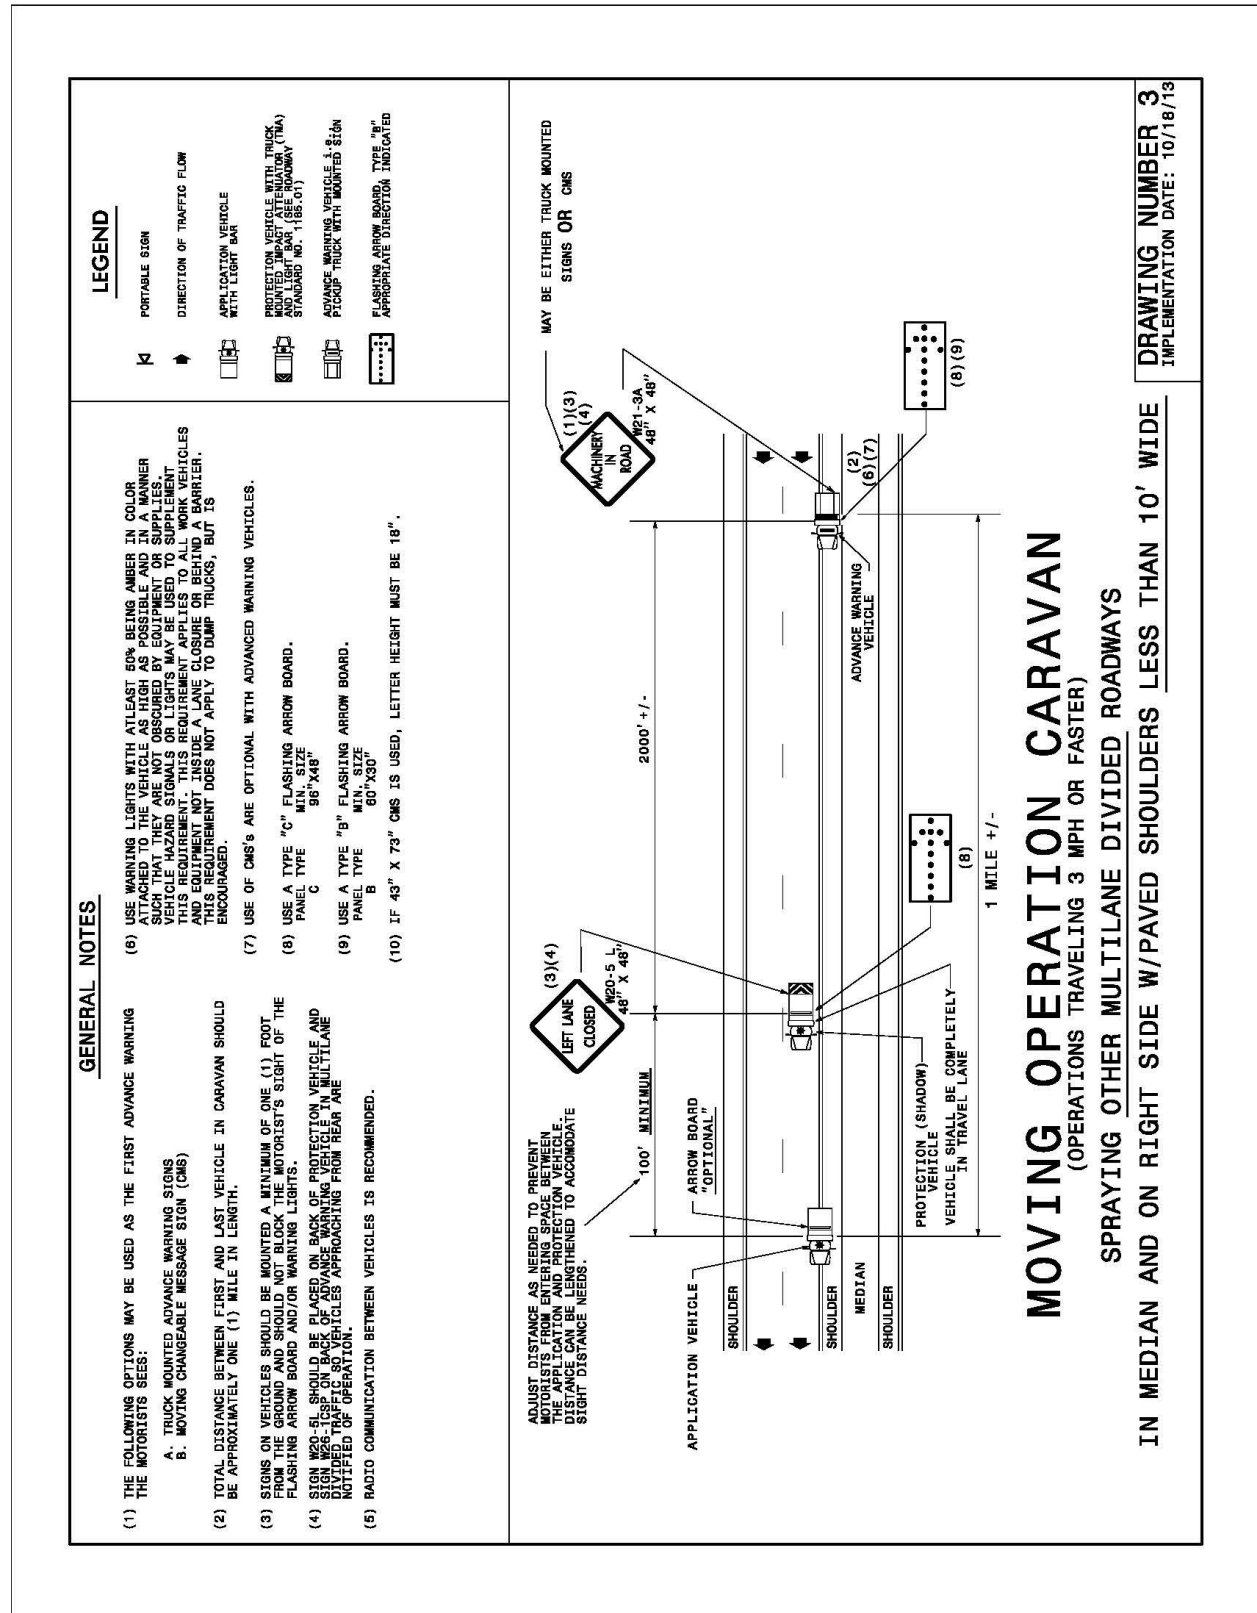 GENERAL NOTES
(1) THE FOLLOWING OPTIONS MAY BE USED AS THE FIRST ADVANCE WARNING
THE MOTORISTS SEES:
A. TRUCK MOUNTED ADVANCE WARNING SIGNS
B. MOVING CHANGEABLE MESSAGE SIGN (CMS)
(2) TOTAL DISTANCE BETWEEN FIRST AND LAST VEHICLE IN CARAVAN SHOULD
BE APPROXIMATELY ONE (1) MILE IN LENGTH.
(3) SIGNS ON VEHICLES SHOULD BE MOUNTED A MINIMUM OF ONE (1) FOOT
FROM THE GROUND AND SHOULD NOT BLOCK THE MOTORIST'S SIGHT OF THE
FLASHING ARROW BOARD AND/OR WARNING LIGHTS.
(4) SIGN W20-5L SHOULD BE PLACED ON BACK OF PROTECTION VEHICLE AND
SIGN W26-1CSP ON BACK OF ADVANCE WARNING VEHICLE IN MULTILANE
DIVIDED TRAFFIC SO VEHICLES APPROACHING FROM REAR ARE
NOTIFIED OF OPERATION.
(5) RADIO COMMUNICATION BETWEEN VEHICLES IS RECOMMENDED.
(6) USE WARNING LIGHTS WITH ATLEAST 50% BEING AMBER IN COLOR
ATTACHED TO THE VEHICLE AS HIGH AS POSSIBLE AND IN A MANNER
SUCH THAT THEY ARE NOT OBSCURED BY EQUIPMENT OR SUPPLIES.
VEHICLE HAZARD SIGNALS OR LIGHTS MAY BE USED TO SUPPLEMENT
THIS REQUIREMENT. THIS REQUIREMENT APPLIES TO ALL WORK VEHICLES
AND EQUIPMENT NOT INSIDE A LANE CLOSURE OR BEHIND A BARRIER.
THIS REQUIREMENT DOES NOT APPLY TO DUMP TRUCKS, BUT IS
ENCOURAGED.
(7) USE OF CMS's ARE OPTIONAL WITH ADVANCED WARNING VEHICLES.
(8) USE A TYPE "C" FLASHING ARROW BOARD.
PANEL TYPE MIN. SIZE
C 96"X48"
(9) USE A TYPE "B" FLASHING ARROW BOARD.
PANEL TYPE MIN. SIZE
B 60"X30"
(10) IF 43" X 73" CMS IS USED, LETTER HEIGHT MUST BE 18".
LEGEND
PORTABLE SIGN
DIRECTION OF TRAFFIC FLOW
APPLICATION VEHICLE
WITH LIGHT BAR
PROTECTION VEHICLE WITH TRUCK
MOUNTED IMPACT ATTENUATOR (TMA)
AND LIGHT BAR (SEE ROADWAY
STANDARD NO. 1165.01)
ADVANCE WARNING VEHICLE i.e.,
PICKUP TRUCK WITH MOUNTED SIGN
FLASHING ARROW BOARD, TYPE "B"
APPROPRIATE DIRECTION INDICATED
ADJUST DISTANCE AS NEEDED TO PREVENT
MOTORISTS FROM ENTERING SPACE BETWEEN
THE APPLICATION AND PROTECTION VEHICLE.
DISTANCE CAN BE LENGTHENED TO ACCOMODATE
SIGHT DISTANCE NEEDS.
LEFT LANE
CLOSED
(3)(4)
W20-5 L
48" X 48"
MACHINERY
IN
ROAD
(1)(3)
(4)
W21-3A
48" X 48"
MAY BE EITHER TRUCK MOUNTED
SIGNS OR CMS
100' MINIMUM
2000' +/-
APPLICATION VEHICLE
ARROW BOARD
"OPTIONAL"
SHOULDER
SHOULDER
MEDIAN
SHOULDER
PROTECTION (SHADOW)
VEHICLE
VEHICLE SHALL BE COMPLETELY
IN TRAVEL LANE
(8)
ADVANCE WARNING
VEHICLE
(2)
(6)(7)
(8)(9)
1 MILE +/-
MOVING OPERATION CARAVAN
(OPERATIONS TRAVELING 3 MPH OR FASTER)
SPRAYING OTHER MULTILANE DIVIDED ROADWAYS
IN MEDIAN AND ON RIGHT SIDE W/PAVED SHOULDERS LESS THAN 10' WIDE
DRAWING NUMBER 3
IMPLEMENTATION DATE: 10/18/13